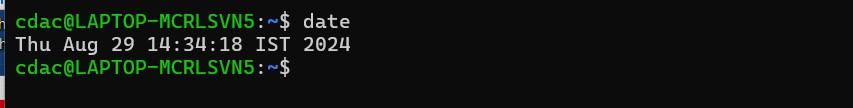 cdac@LAPTOP-MCRLSVN5:~$ date
Thu Aug 29 14:34:18 IST 2024
cdac@LAPTOP-MCRLSVN5:~$